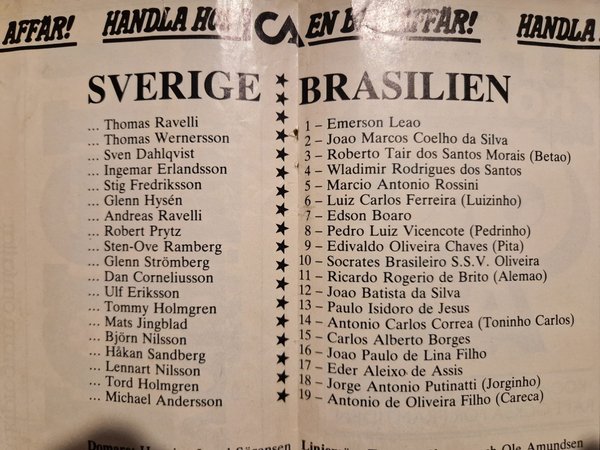 AFFÄR! HANDLA HOS ICA EN BRA AFFÄR! HANDLA
SVERIGE
... Thomas Ravelli
... Thomas Wernersson
... Sven Dahlqvist
... Ingemar Erlandsson
... Stig Fredriksson
... Glenn Hysén
... Andreas Ravelli
... Robert Prytz
... Sten-Ove Ramberg
... Glenn Strömberg
... Dan Corneliusson
... Ulf Eriksson
... Tommy Holmgren
... Mats Jingblad
... Björn Nilsson
... Håkan Sandberg
... Lennart Nilsson
... Tord Holmgren
... Michael Andersson
BRASILIEN
1 – Emerson Leao
2 – Joao Marcos Coelho da Silva
3 – Roberto Tair dos Santos Morais (Betao)
4 – Wladimir Rodrigues dos Santos
5 – Marcio Antonio Rossini
6 – Luiz Carlos Ferreira (Luizinho)
7 – Edson Boaro
8 – Pedro Luiz Vicencote (Pedrinho)
9 – Edivaldo Oliveira Chaves (Pita)
10 – Socrates Brasileiro S.S.V. Oliveira
11 – Ricardo Rogerio de Brito (Alemao)
12 – Joao Batista da Silva
13 – Paulo Isidoro de Jesus
14 – Antonio Carlos Correa (Toninho Carlos)
15 – Carlos Alberto Borges
16 – Joao Paulo de Lina Filho
17 – Eder Aleixo de Assis
18 – Jorge Antonio Putinatti (Jorginho)
19 – Antonio de Oliveira Filho (Careca)
Ole Amundsen